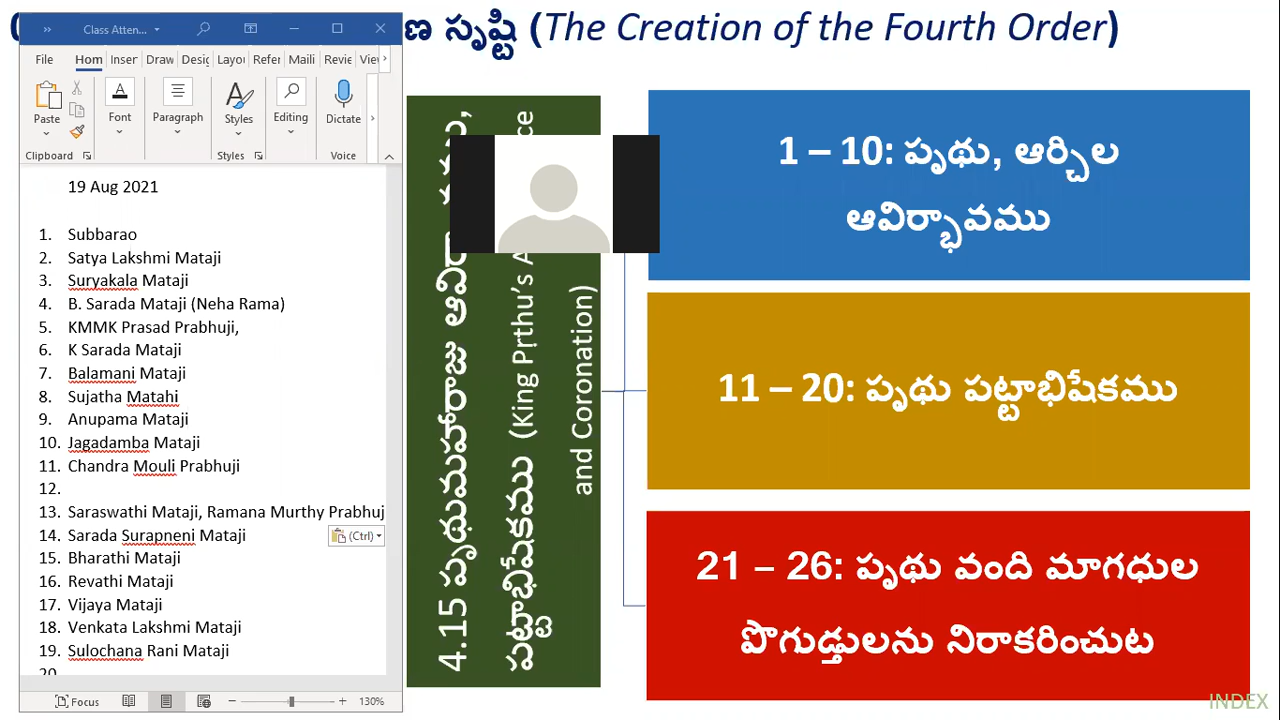 ణ సృష్టి (The Creation of the Fourth Order)
Class Atten...
File Hom Inser Draw Desig Layou Refer Maili Revie View
Paste
Font
Paragraph
Styles
Editing
Dictate
Clipboard
Styles
Voice
19 Aug 2021
1. Subbarao
2. Satya Lakshmi Mataji
3. Suryakala Mataji
4. B. Sarada Mataji (Neha Rama)
5. KMMK Prasad Prabhuji,
6. K Sarada Mataji
7. Balamani Mataji
8. Sujatha Matahi
9. Anupama Mataji
10. Jagadamba Mataji
11. Chandra Mouli Prabhuji
12.
13. Saraswathi Mataji, Ramana Murthy Prabhuj
14. Sarada Surapneni Mataji
(Ctrl)
15. Bharathi Mataji
16. Revathi Mataji
17. Vijaya Mataji
18. Venkata Lakshmi Mataji
19. Sulochana Rani Mataji
20
Focus
130%
4.15 పృథుమహారాజు
పట్టాభిషేకము (King Pṛthu's
and Coronation)
1 – 10: పృథు, ఆర్చిల
ఆవిర్భావము
11 – 20: పృథు పట్టాభిషేకము
21 – 26: పృథు వంది మాగధుల
పొగుడ్తులను నిరాకరించుట
INDEX